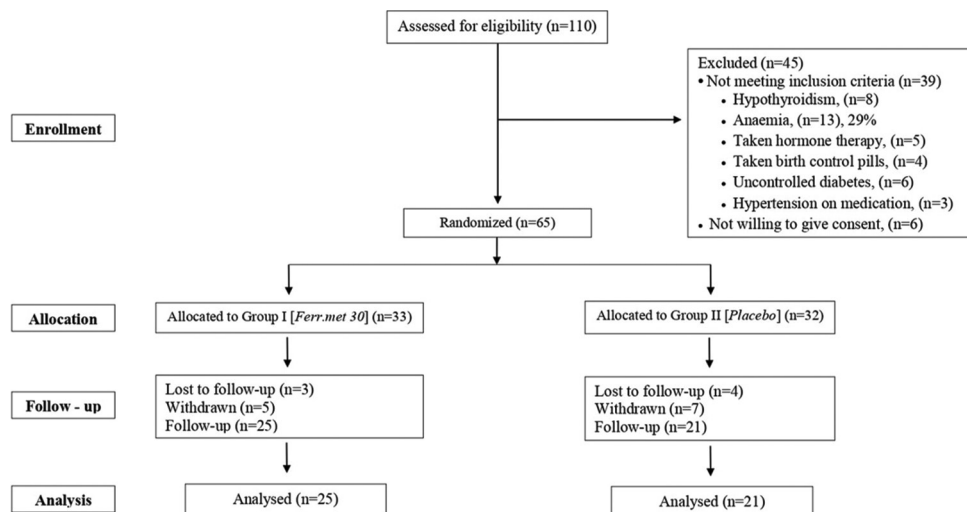 Assessed for eligibility (n=110)
Excluded (n=45)
• Not meeting inclusion criteria (n=39)
• Hypothyroidism, (n=8)
• Anaemia, (n=13), 29%
• Taken hormone therapy, (n=5)
• Taken birth control pills, (n=4)
• Uncontrolled diabetes, (n=6)
• Hypertension on medication, (n=3)
• Not willing to give consent, (n=6)
Enrollment
Randomized (n=65)
Allocation
Allocated to Group I [Ferr.met 30] (n=33)
Allocated to Group II [Placebo] (n=32)
Follow - up
Lost to follow-up (n=3)
Withdrawn (n=5)
Follow-up (n=25)
Lost to follow-up (n=4)
Withdrawn (n=7)
Follow-up (n=21)
Analysis
Analysed (n=25)
Analysed (n=21)